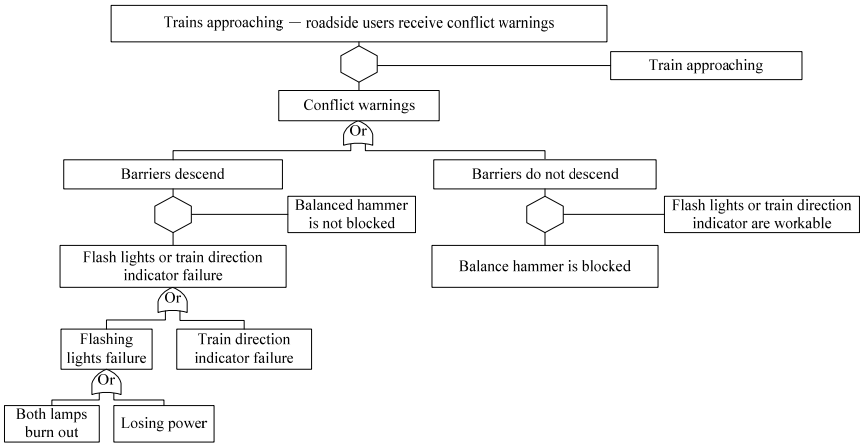 Trains approaching — roadside users receive conflict warnings
Train approaching
Conflict warnings
Or
Barriers descend
Barriers do not descend
Balanced hammer
is not blocked
Flash lights or train direction
indicator are workable
Flash lights or train direction
indicator failure
Balance hammer is blocked
Or
Flashing
lights failure
Train direction
indicator failure
Or
Both lamps
burn out
Losing power